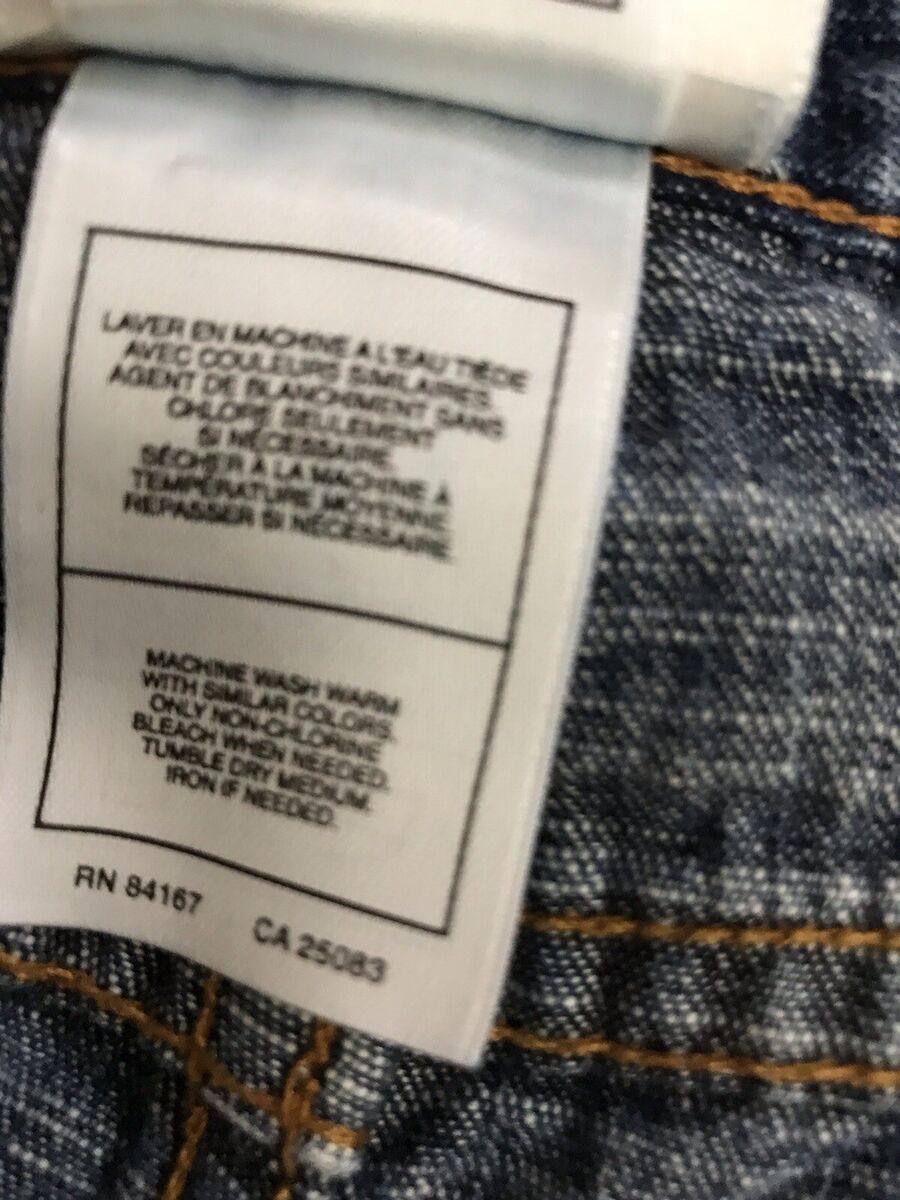 LAVER EN MACHINE A L'EAU TIÈDE
AVEC COULEURS SIMILAIRES.
AGENT DE BLANCHIMENT SANS
CHLORE SEULEMENT
SI NÉCESSAIRE.
SÉCHER À LA MACHINE À
TEMPÉRATURE MOYENNE.
REPASSER SI NÉCESSAIRE.
MACHINE WASH WARM
WITH SIMILAR COLORS.
ONLY NON-CHLORINE
BLEACH WHEN NEEDED.
TUMBLE DRY MEDIUM.
IRON IF NEEDED.
RN 84167 CA 25083